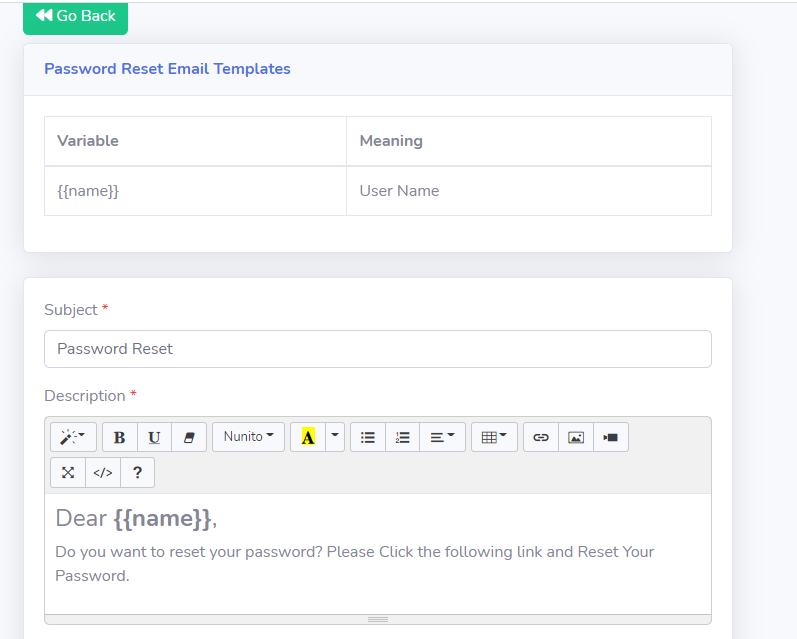 Go Back
Password Reset Email Templates
Variable Meaning
{{name}} User Name
Subject *
Password Reset
Description *
B U Nunito A
</> ?
Dear {{name}},
Do you want to reset your password? Please Click the following link and Reset Your
Password.